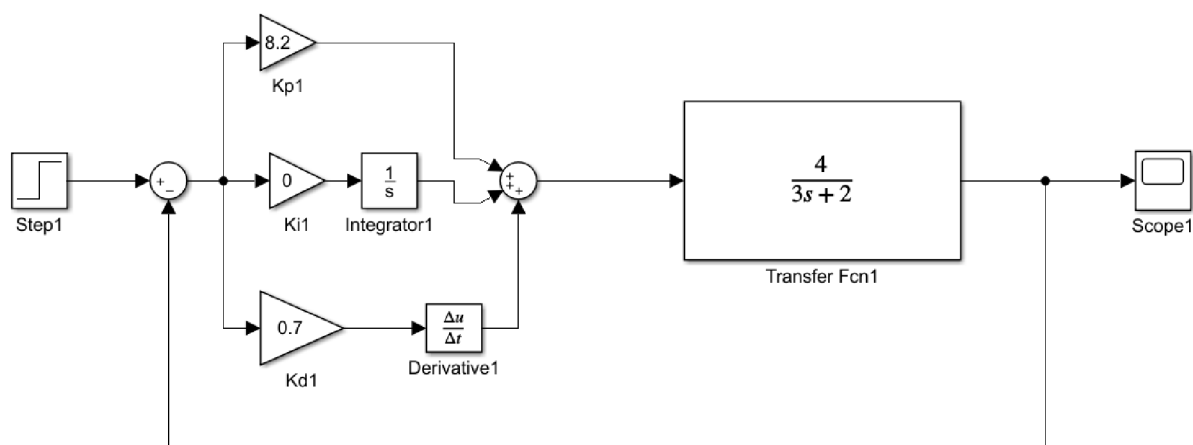 8.2
Kp1
+
−
0
1
s
+
+
+
4
3s + 2
Step1
Ki1
Integrator1
Scope1
Transfer Fcn1
0.7
Δu
Δt
Derivative1
Kd1